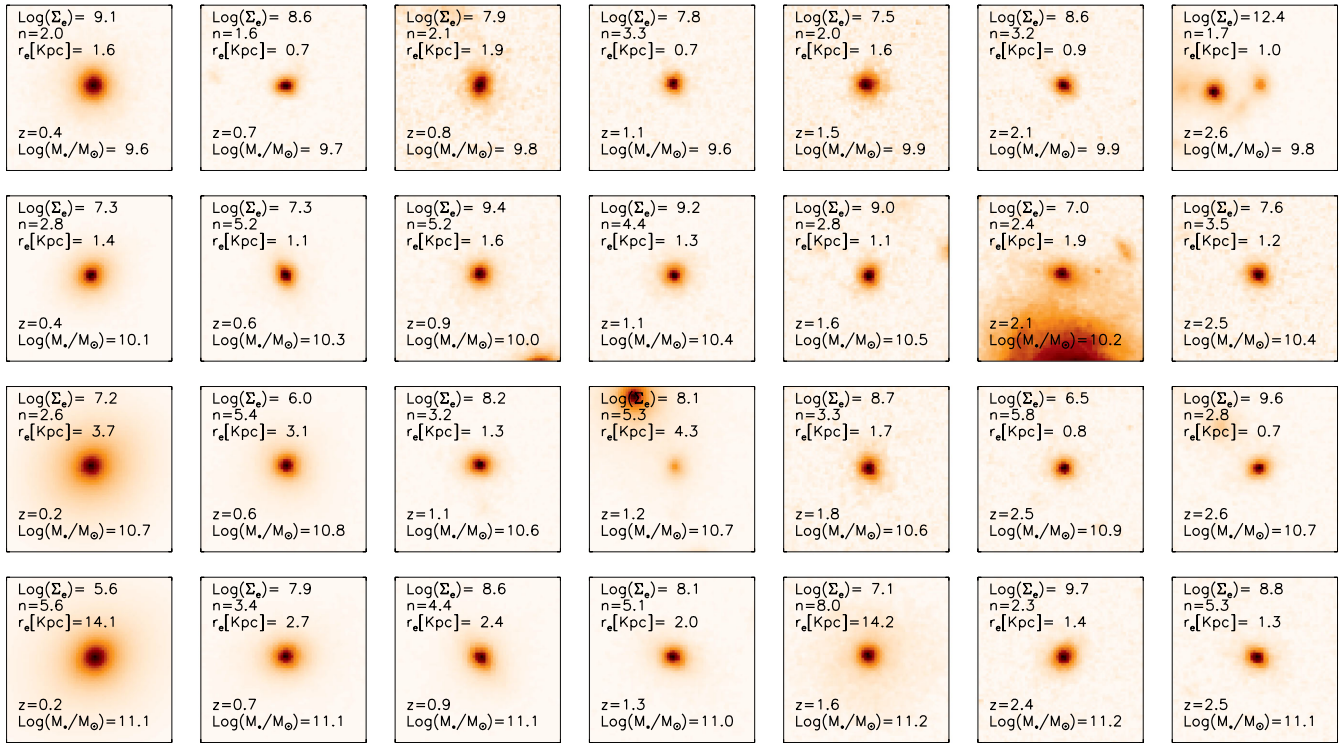 Log(Σₑ)= 9.1
n=2.0
rₑ[Kpc]= 1.6
z=0.4
Log(M⋆/M☉)= 9.6
Log(Σₑ)= 8.6
n=1.6
rₑ[Kpc]= 0.7
z=0.7
Log(M⋆/M☉)= 9.7
Log(Σₑ)= 7.9
n=2.1
rₑ[Kpc]= 1.9
z=0.8
Log(M⋆/M☉)= 9.8
Log(Σₑ)= 7.8
n=3.3
rₑ[Kpc]= 0.7
z=1.1
Log(M⋆/M☉)= 9.6
Log(Σₑ)= 7.5
n=2.0
rₑ[Kpc]= 1.6
z=1.5
Log(M⋆/M☉)= 9.9
Log(Σₑ)= 8.6
n=3.2
rₑ[Kpc]= 0.9
z=2.1
Log(M⋆/M☉)= 9.9
Log(Σₑ)=12.4
n=1.7
rₑ[Kpc]= 1.0
z=2.6
Log(M⋆/M☉)= 9.8
Log(Σₑ)= 7.3
n=2.8
rₑ[Kpc]= 1.4
z=0.4
Log(M⋆/M☉)=10.1
Log(Σₑ)= 7.3
n=5.2
rₑ[Kpc]= 1.1
z=0.6
Log(M⋆/M☉)=10.3
Log(Σₑ)= 9.4
n=5.2
rₑ[Kpc]= 1.6
z=0.9
Log(M⋆/M☉)=10.0
Log(Σₑ)= 9.2
n=4.4
rₑ[Kpc]= 1.3
z=1.1
Log(M⋆/M☉)=10.4
Log(Σₑ)= 9.0
n=2.8
rₑ[Kpc]= 1.1
z=1.6
Log(M⋆/M☉)=10.5
Log(Σₑ)= 7.0
n=2.4
rₑ[Kpc]= 1.9
z=2.1
Log(M⋆/M☉)=10.2
Log(Σₑ)= 7.6
n=3.5
rₑ[Kpc]= 1.2
z=2.5
Log(M⋆/M☉)=10.4
Log(Σₑ)= 7.2
n=2.6
rₑ[Kpc]= 3.7
z=0.2
Log(M⋆/M☉)=10.7
Log(Σₑ)= 6.0
n=5.4
rₑ[Kpc]= 3.1
z=0.6
Log(M⋆/M☉)=10.8
Log(Σₑ)= 8.2
n=3.2
rₑ[Kpc]= 1.3
z=1.1
Log(M⋆/M☉)=10.6
Log(Σₑ)= 8.1
n=5.3
rₑ[Kpc]= 4.3
z=1.2
Log(M⋆/M☉)=10.7
Log(Σₑ)= 8.7
n=3.3
rₑ[Kpc]= 1.7
z=1.8
Log(M⋆/M☉)=10.6
Log(Σₑ)= 6.5
n=5.8
rₑ[Kpc]= 0.8
z=2.5
Log(M⋆/M☉)=10.9
Log(Σₑ)= 9.6
n=2.8
rₑ[Kpc]= 0.7
z=2.6
Log(M⋆/M☉)=10.7
Log(Σₑ)= 5.6
n=5.6
rₑ[Kpc]=14.1
z=0.2
Log(M⋆/M☉)=11.1
Log(Σₑ)= 7.9
n=3.4
rₑ[Kpc]= 2.7
z=0.7
Log(M⋆/M☉)=11.1
Log(Σₑ)= 8.6
n=4.4
rₑ[Kpc]= 2.4
z=0.9
Log(M⋆/M☉)=11.1
Log(Σₑ)= 8.1
n=5.1
rₑ[Kpc]= 2.0
z=1.3
Log(M⋆/M☉)=11.0
Log(Σₑ)= 7.1
n=8.0
rₑ[Kpc]=14.2
z=1.6
Log(M⋆/M☉)=11.2
Log(Σₑ)= 9.7
n=2.3
rₑ[Kpc]= 1.4
z=2.4
Log(M⋆/M☉)=11.2
Log(Σₑ)= 8.8
n=5.3
rₑ[Kpc]= 1.3
z=2.5
Log(M⋆/M☉)=11.1